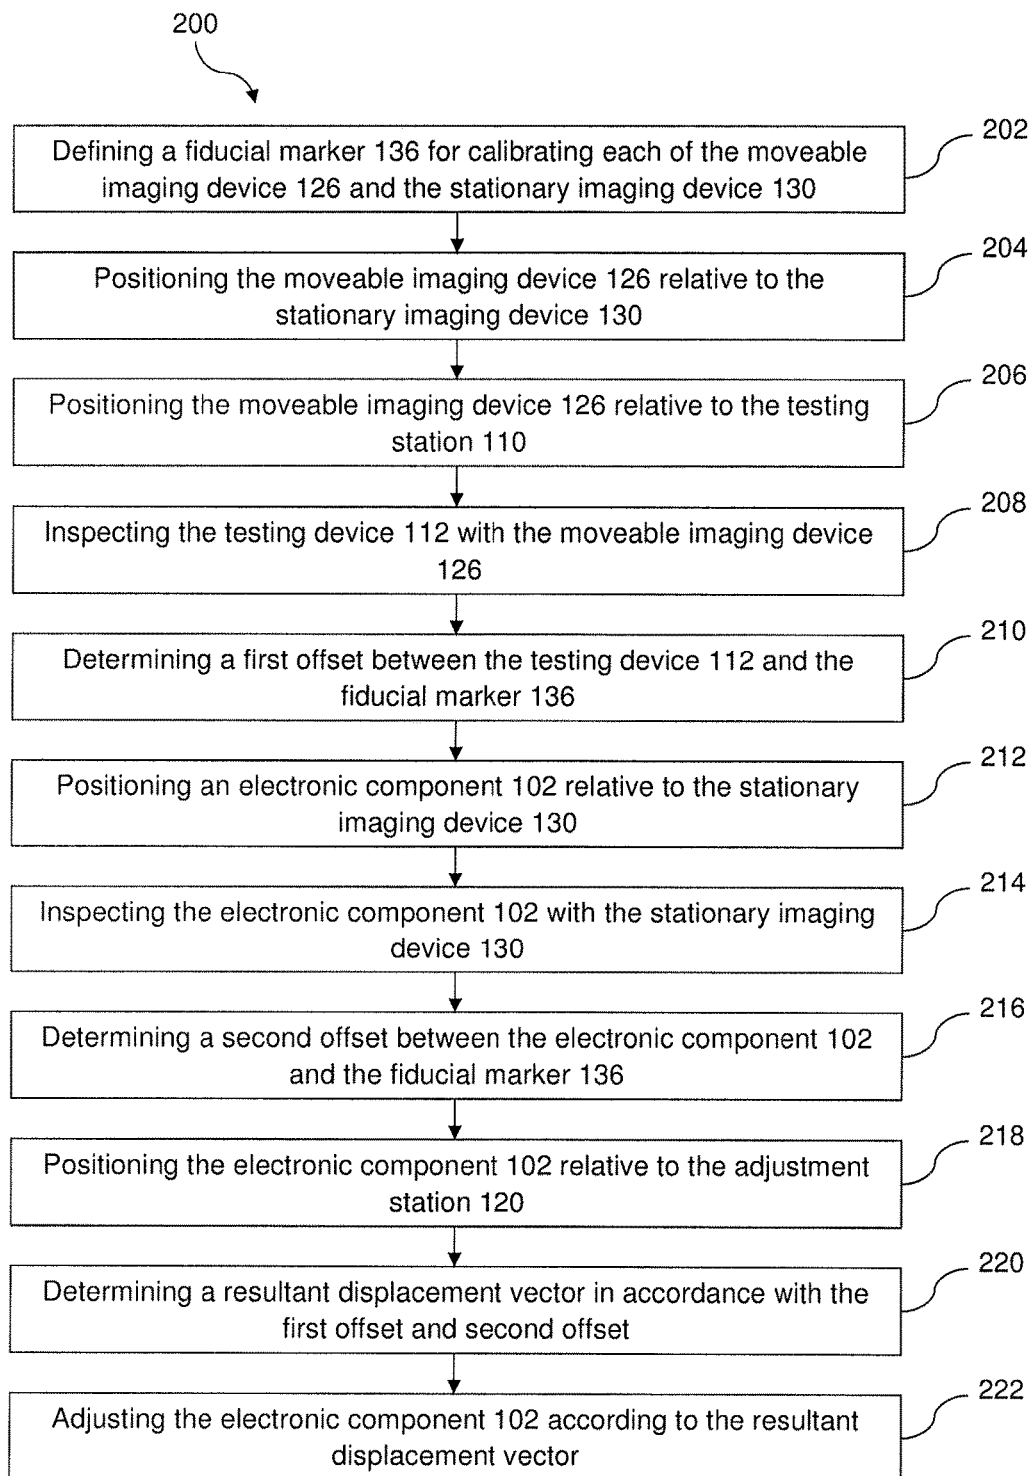 200
Defining a fiducial marker 136 for calibrating each of the moveable
imaging device 126 and the stationary imaging device 130
202
Positioning the moveable imaging device 126 relative to the
stationary imaging device 130
204
Positioning the moveable imaging device 126 relative to the testing
station 110
206
Inspecting the testing device 112 with the moveable imaging device
126
208
Determining a first offset between the testing device 112 and the
fiducial marker 136
210
Positioning an electronic component 102 relative to the stationary
imaging device 130
212
Inspecting the electronic component 102 with the stationary imaging
device 130
214
Determining a second offset between the electronic component 102
and the fiducial marker 136
216
Positioning the electronic component 102 relative to the adjustment
station 120
218
Determining a resultant displacement vector in accordance with the
first offset and second offset
220
Adjusting the electronic component 102 according to the resultant
displacement vector
222